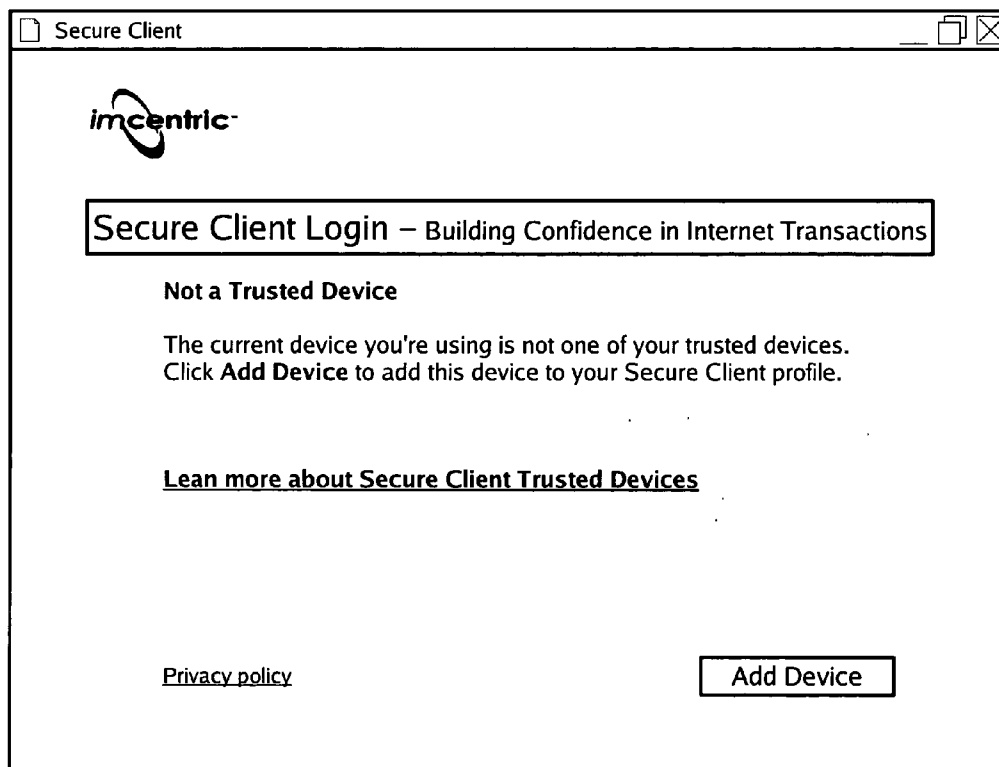 Secure Client
imcentric
Secure Client Login – Building Confidence in Internet Transactions
Not a Trusted Device
The current device you're using is not one of your trusted devices.
Click Add Device to add this device to your Secure Client profile.
Lean more about Secure Client Trusted Devices
Privacy policy
Add Device